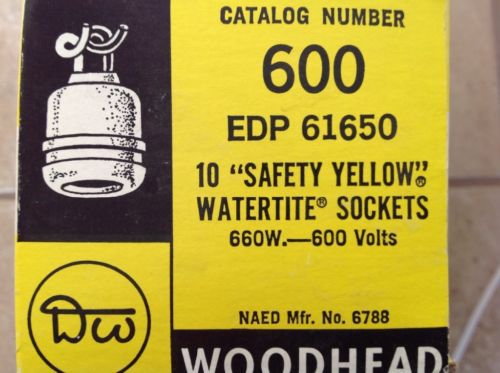 CATALOG NUMBER
600
EDP 61650
10 “SAFETY YELLOW”®
WATERTITE® SOCKETS
660W.—600 Volts
NAED Mfr. No. 6788
DW
WOODHEAD